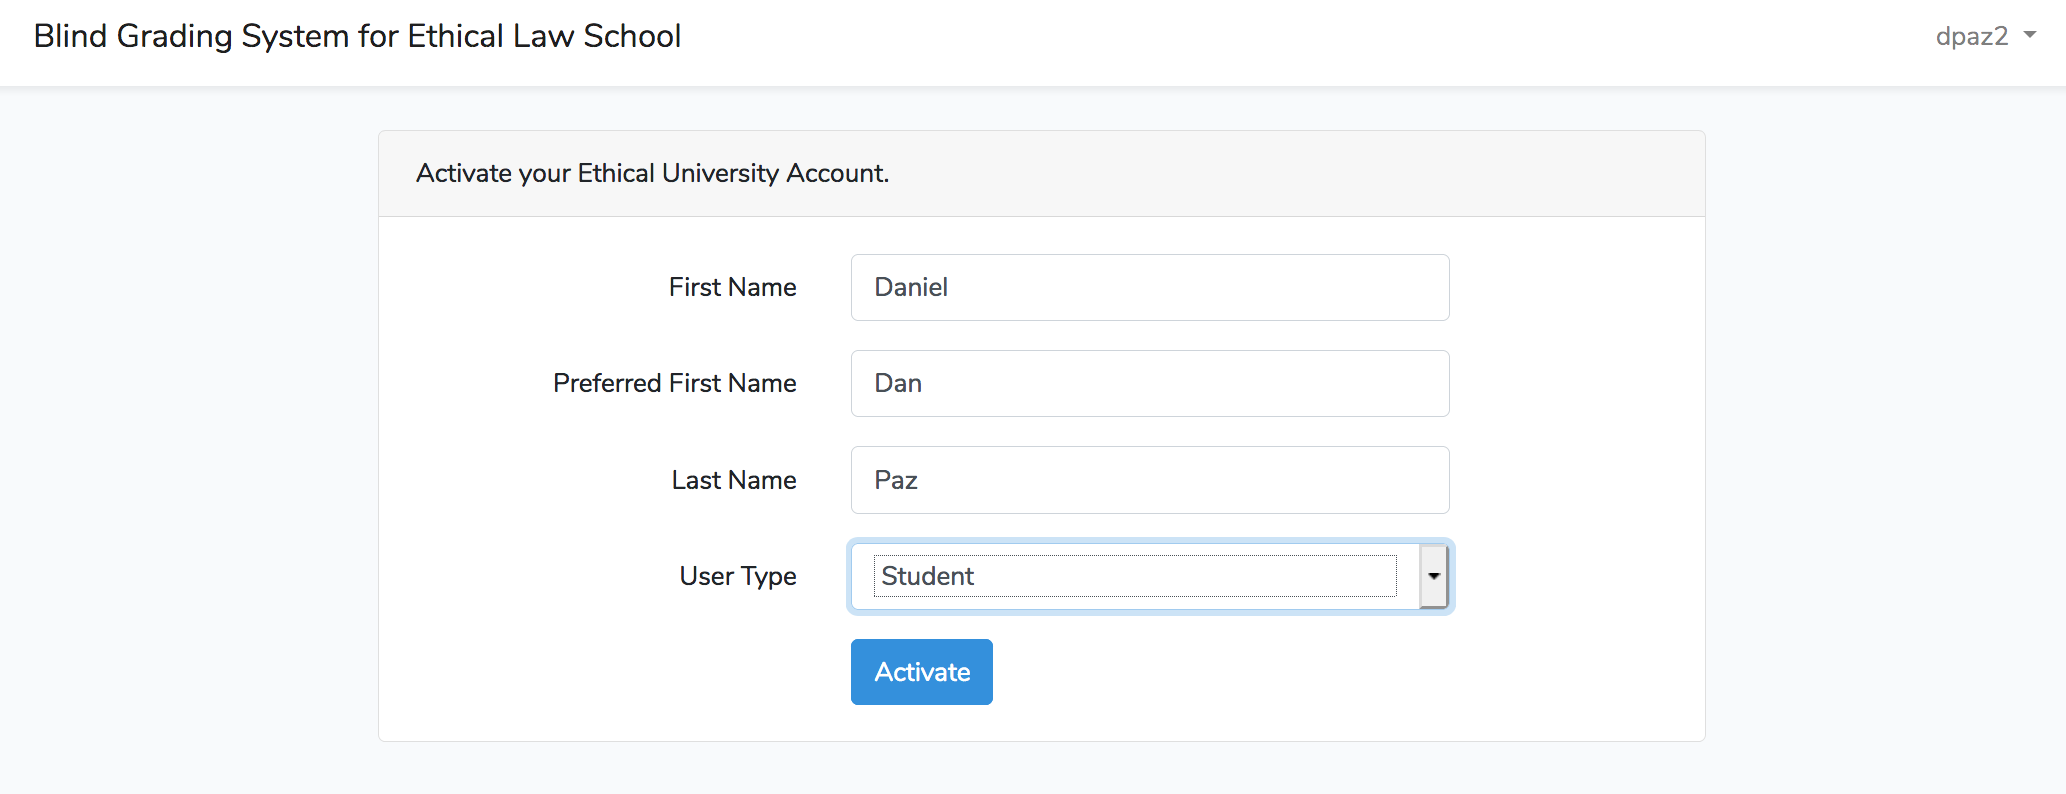 Blind Grading System for Ethical Law School
dpaz2
Activate your Ethical University Account.
First Name
Daniel
Preferred First Name
Dan
Last Name
Paz
User Type
Student
Activate